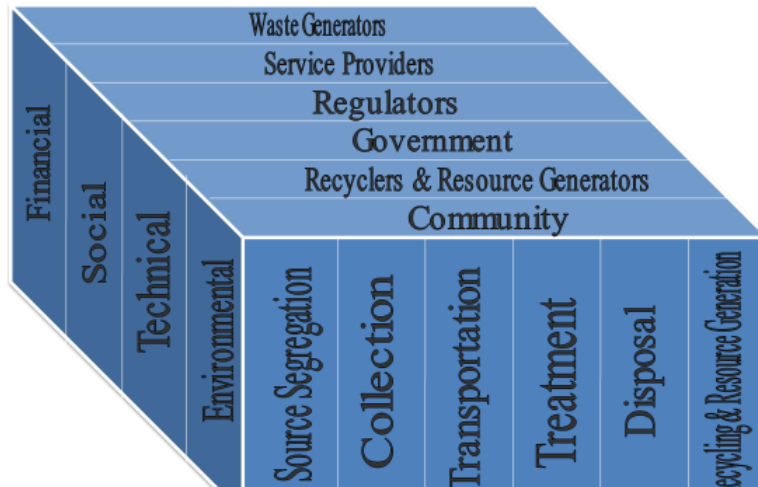 Waste Generators
Service Providers
Regulators
Government
Recyclers & Resource Generators
Community
Financial
Social
Technical
Environmental
Source Segregation
Collection
Transportation
Treatment
Disposal
ecycling & Resource Generation